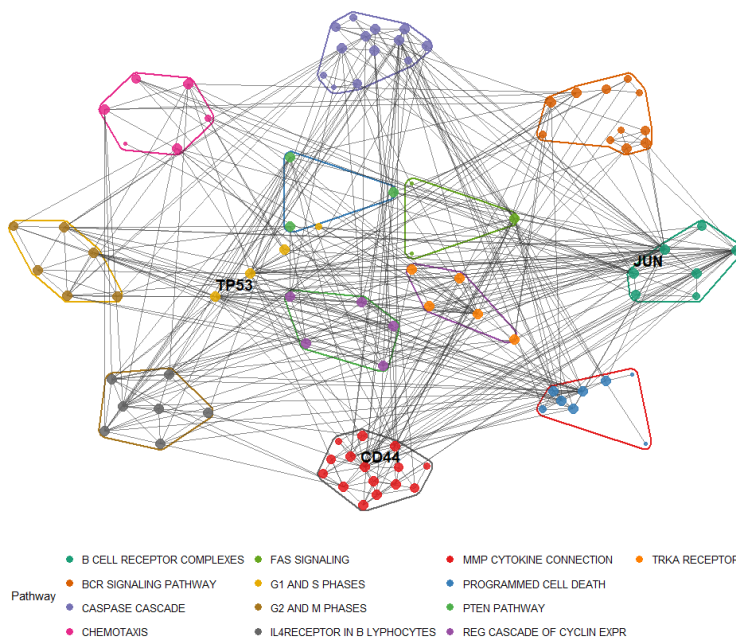 TP53
JUN
CD44
Pathway
B CELL RECEPTOR COMPLEXES
FAS SIGNALING
MMP CYTOKINE CONNECTION
TRKA RECEPTOR
BCR SIGNALING PATHWAY
G1 AND S PHASES
PROGRAMMED CELL DEATH
CASPASE CASCADE
G2 AND M PHASES
PTEN PATHWAY
CHEMOTAXIS
IL4RECEPTOR IN B LYPHOCYTES
REG CASCADE OF CYCLIN EXPR